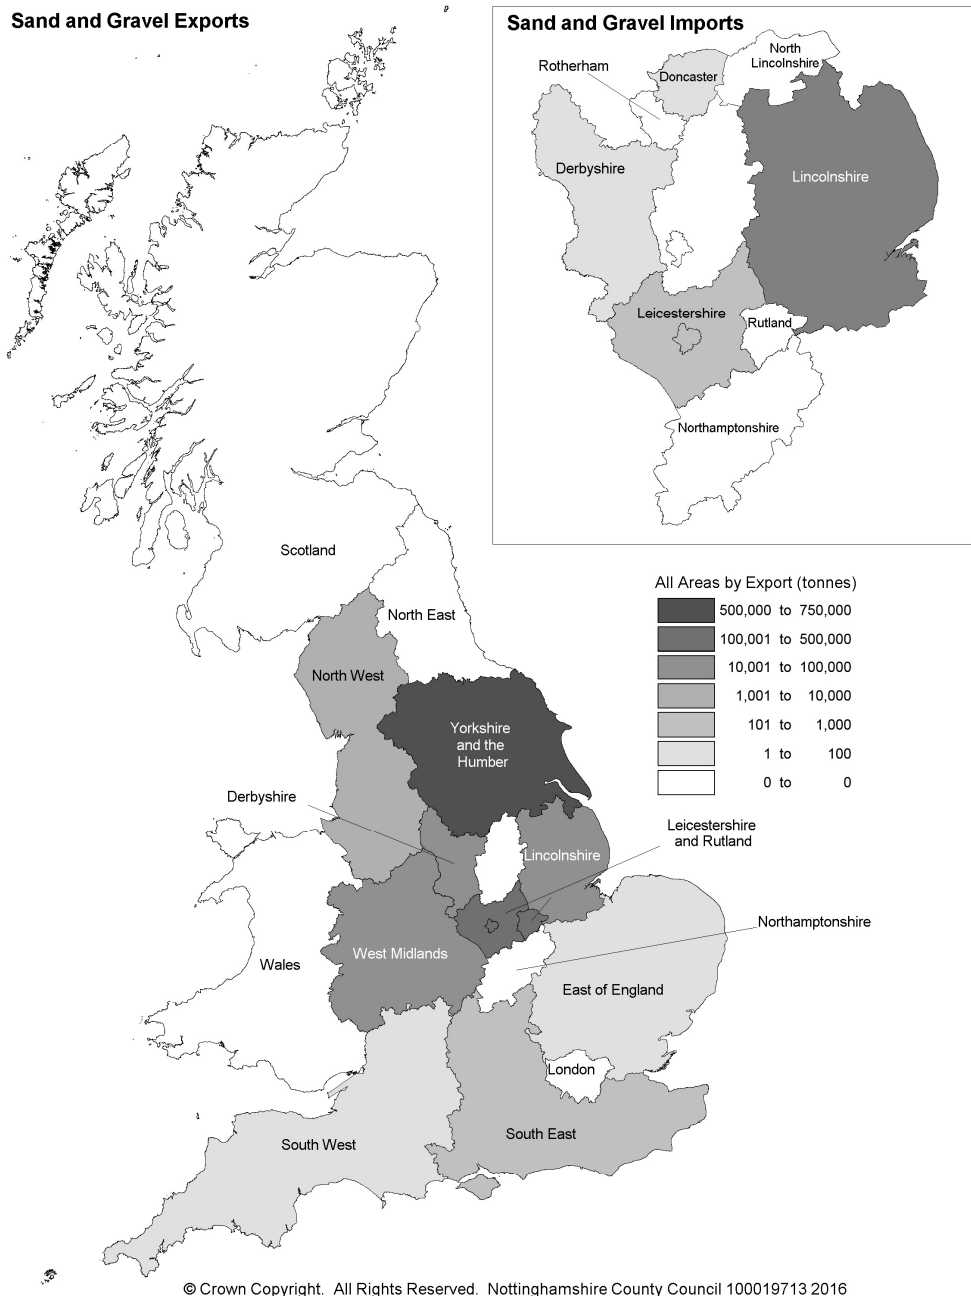 Sand and Gravel Exports
Sand and Gravel Imports
North
Lincolnshire
Rotherham
Doncaster
Derbyshire
Lincolnshire
Leicestershire
Rutland
Northamptonshire
Scotland
North East
North West
Yorkshire
and the
Humber
Derbyshire
Lincolnshire
Leicestershire
and Rutland
Northamptonshire
West Midlands
Wales
East of England
London
South West
South East
All Areas by Export (tonnes)
500,000 to 750,000
100,001 to 500,000
10,001 to 100,000
1,001 to 10,000
101 to 1,000
1 to 100
0 to 0
© Crown Copyright. All Rights Reserved. Nottinghamshire County Council 100019713 2016